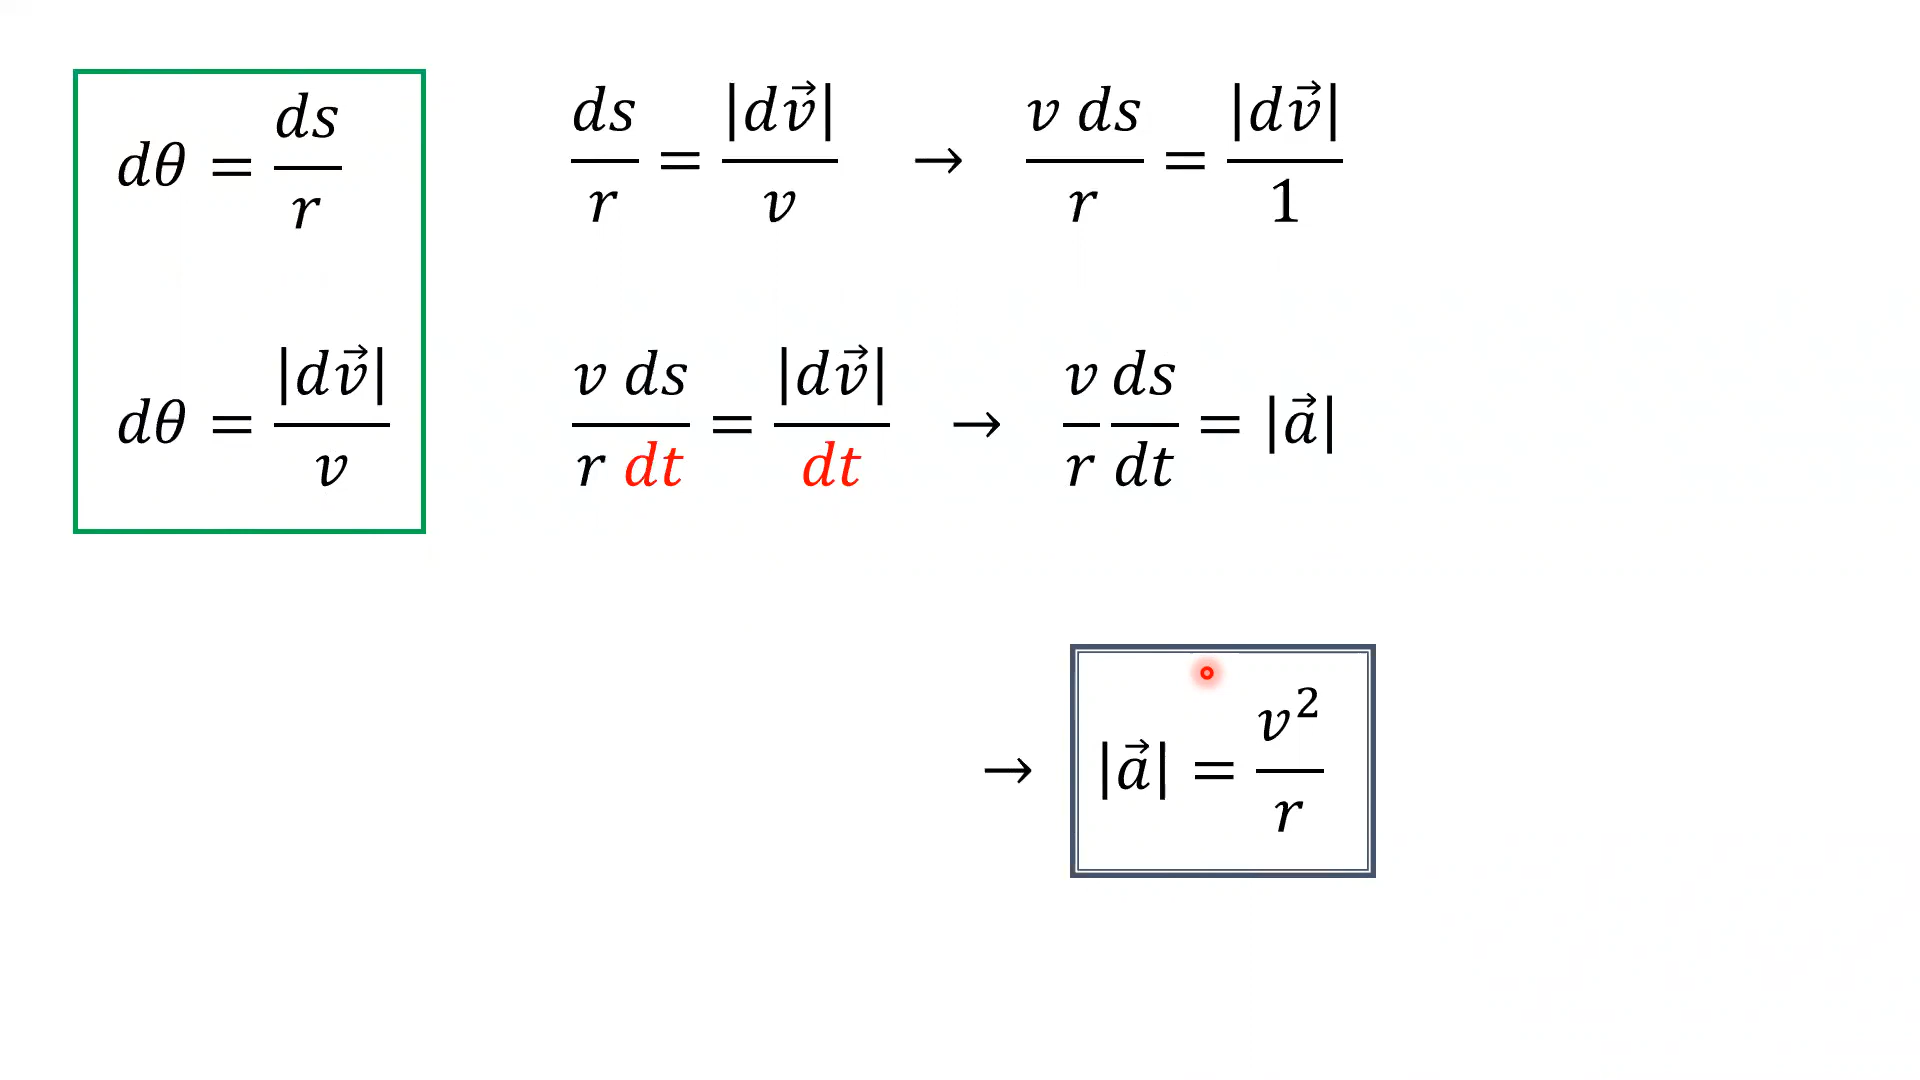 dθ = ds/r
dθ = |dv⃗|/v
ds/r = |dv⃗|/v → v ds/r = |dv⃗|/1
v ds/r dt = |dv⃗|/dt → v/r ds/dt = |a⃗|
→ |a⃗| = v²/r